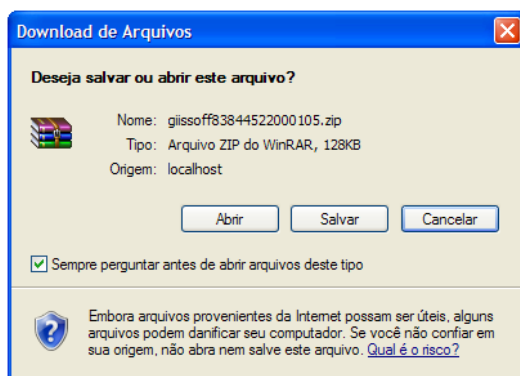 Download de Arquivos
Deseja salvar ou abrir este arquivo?
Nome: giissoff83844522000105.zip
Tipo: Arquivo ZIP do WinRAR, 128KB
Origem: localhost
Abrir Salvar Cancelar
Sempre perguntar antes de abrir arquivos deste tipo
Embora arquivos provenientes da Internet possam ser úteis, alguns
arquivos podem danificar seu computador. Se você não confiar em
sua origem, não abra nem salve este arquivo. Qual é o risco?